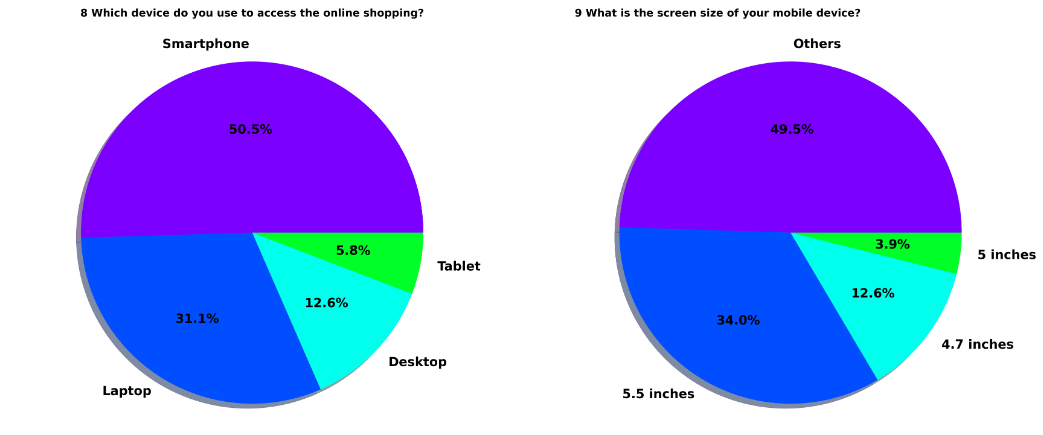 8 Which device do you use to access the online shopping?
Smartphone
50.5%
5.8%
Tablet
12.6%
31.1%
Desktop
Laptop
9 What is the screen size of your mobile device?
Others
49.5%
3.9%
5 inches
12.6%
34.0%
4.7 inches
5.5 inches